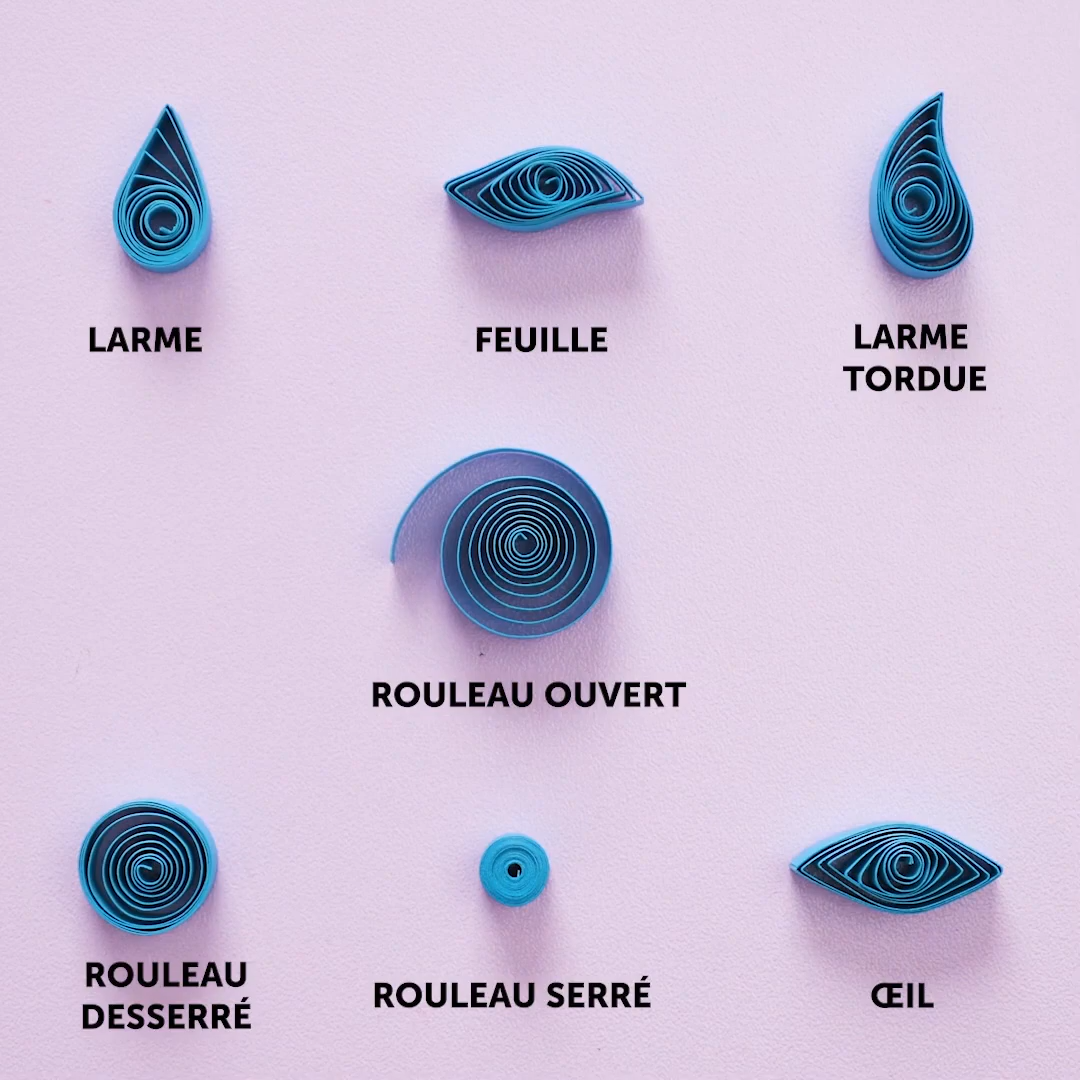 LARME
FEUILLE
LARME
TORDUE
ROULEAU OUVERT
ROULEAU
DESSERRÉ
ROULEAU SERRÉ
ŒIL